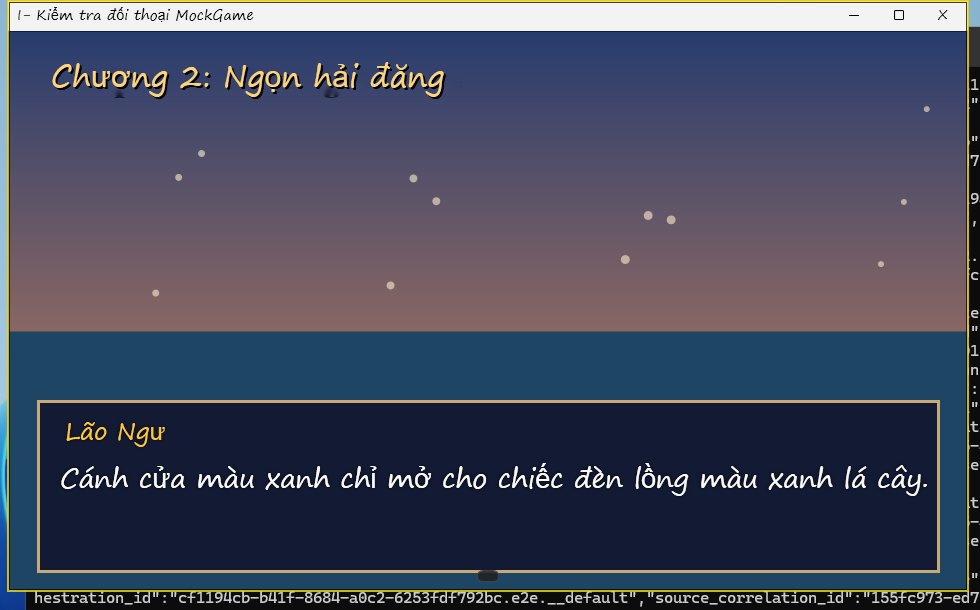 I- Kiểm tra đối thoại MockGame
Chương 2: Ngọn hải đăng
Lão Ngư
Cánh cửa màu xanh chỉ mở cho chiếc đèn lồng màu xanh lá cây.
hestration_id":"cf1194cb-b41f-8684-a0c2-6253fdf792bc.e2e.__default","source_correlation_id":"155fc973-ed